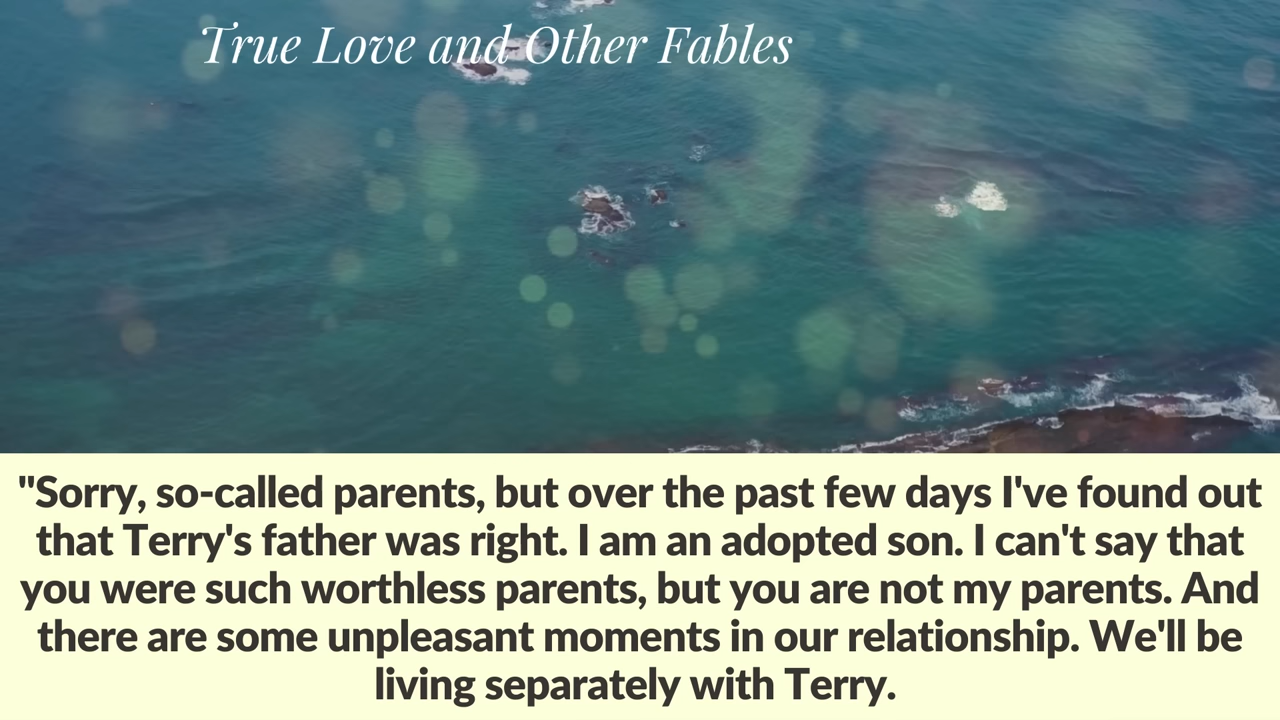 True Love and Other Fables
"Sorry, so-called parents, but over the past few days I've found out
that Terry's father was right. I am an adopted son. I can't say that
you were such worthless parents, but you are not my parents. And
there are some unpleasant moments in our relationship. We'll be
living separately with Terry.